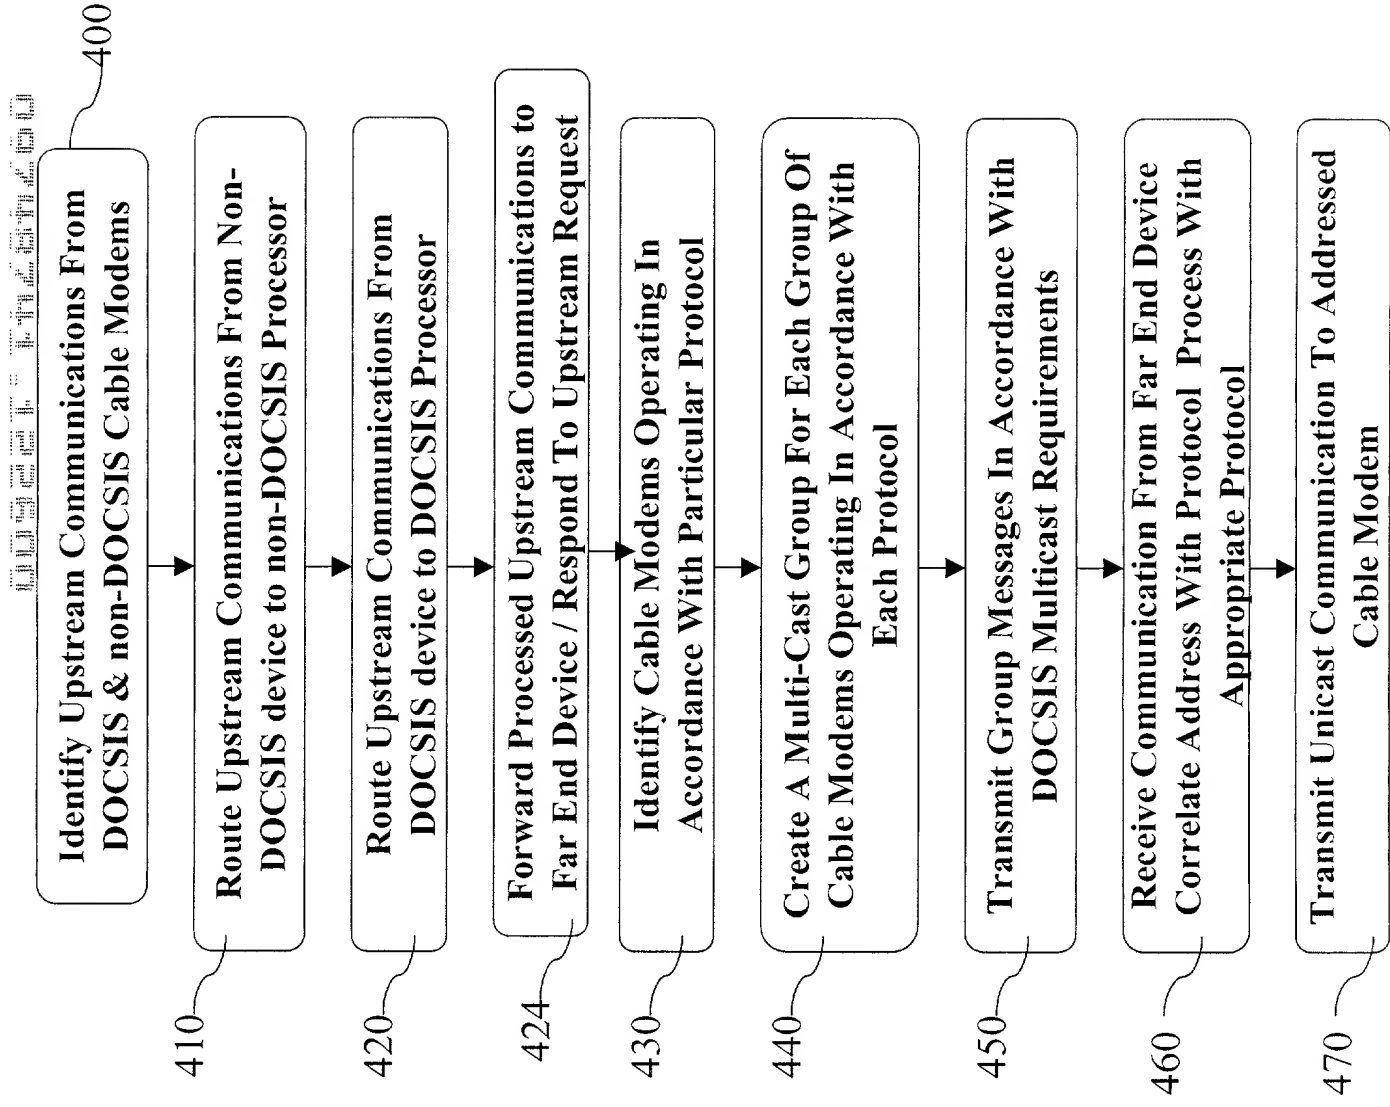 400
Identify Upstream Communications From
DOCSIS & non-DOCSIS Cable Modems
410
Route Upstream Communications From Non-
DOCSIS device to non-DOCSIS Processor
420
Route Upstream Communications From
DOCSIS device to DOCSIS Processor
424
Forward Processed Upstream Communications to
Far End Device / Respond To Upstream Request
430
Identify Cable Modems Operating In
Accordance With Particular Protocol
440
Create A Multi-Cast Group For Each Group Of
Cable Modems Operating In Accordance With
Each Protocol
450
Transmit Group Messages In Accordance With
DOCSIS Multicast Requirements
460
Receive Communication From Far End Device
Correlate Address With Protocol Process With
Appropriate Protocol
470
Transmit Unicast Communication To Addressed
Cable Modem